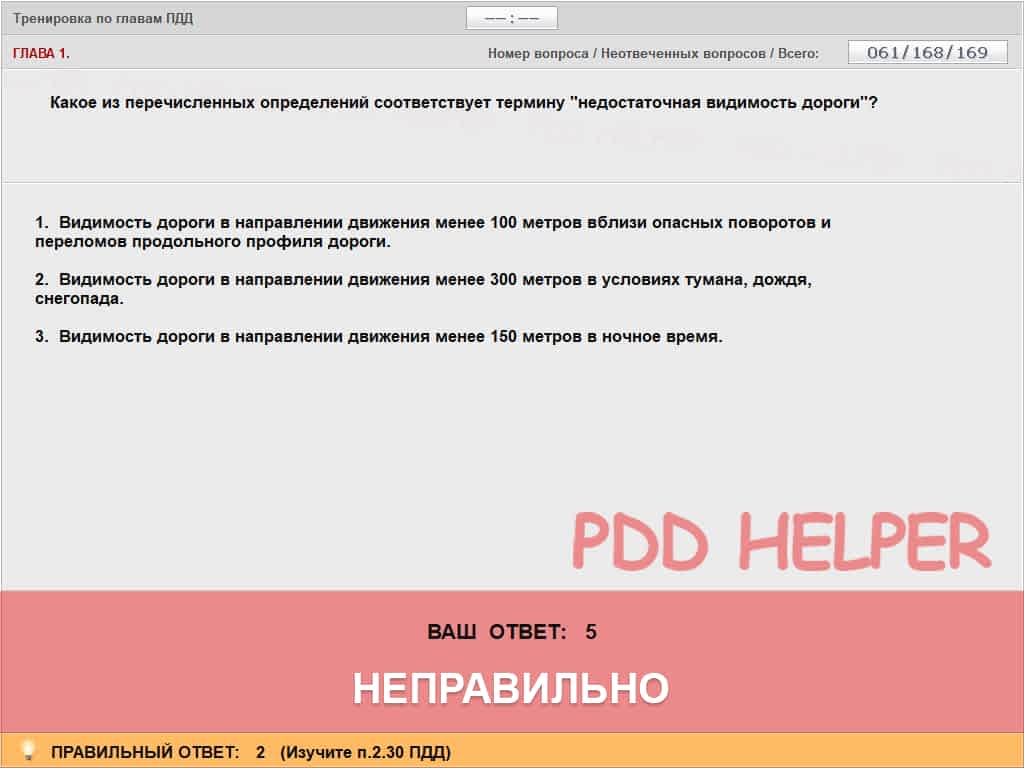 Тренировка по главам ПДД
–– : ––
ГЛАВА 1.
Номер вопроса / Неотвеченных вопросов / Всего:
061/168/169
Какое из перечисленных определений соответствует термину "недостаточная видимость дороги"?
1. Видимость дороги в направлении движения менее 100 метров вблизи опасных поворотов и
переломов продольного профиля дороги.
2. Видимость дороги в направлении движения менее 300 метров в условиях тумана, дождя,
снегопада.
3. Видимость дороги в направлении движения менее 150 метров в ночное время.
PDD HELPER
ВАШ ОТВЕТ: 5
НЕПРАВИЛЬНО
ПРАВИЛЬНЫЙ ОТВЕТ: 2 (Изучите п.2.30 ПДД)